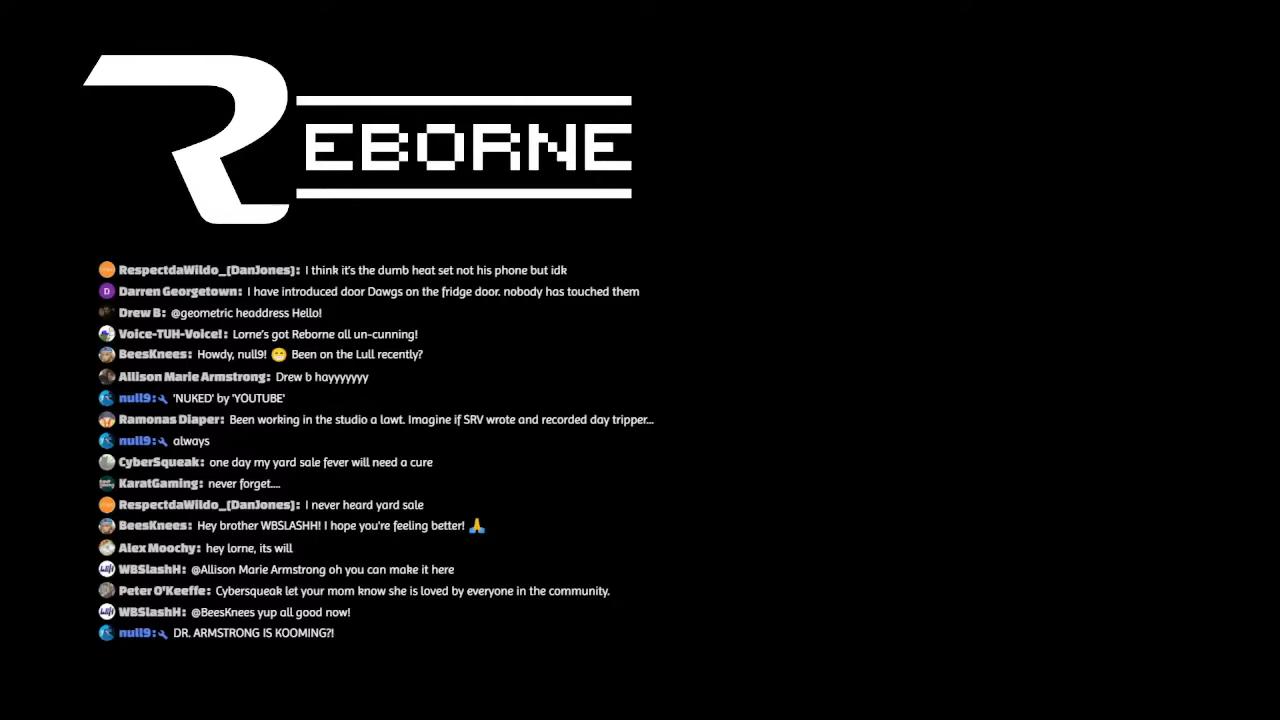 REBORNE
RespectdaWildo_(DanJones): I think it's the dumb heat set not his phone but idk
D Darren Georgetown: I have introduced door Dawgs on the fridge door. nobody has touched them
Drew B: @geometric headdress Hello!
Voice-TUH-Voice!: Lorne's got Reborne all un-cunning!
BeesKnees: Howdy, null9! 😁 Been on the Lull recently?
Allison Marie Armstrong: Drew b hayyyyyyy
null9: 'NUKED' by 'YOUTUBE'
Ramonas Diaper: Been working in the studio a lawt. Imagine if SRV wrote and recorded day tripper...
null9: always
CyberSqueak: one day my yard sale fever will need a cure
KaratGaming: never forget....
RespectdaWildo_(DanJones): I never heard yard sale
BeesKnees: Hey brother WBSLASHH! I hope you're feeling better! 🙏
Alex Moochy: hey lorne, its will
WBSlashH: @Allison Marie Armstrong oh you can make it here
Peter O'Keeffe: Cybersqueak let your mom know she is loved by everyone in the community.
WBSlashH: @BeesKnees yup all good now!
null9: DR. ARMSTRONG IS KOOMING?!